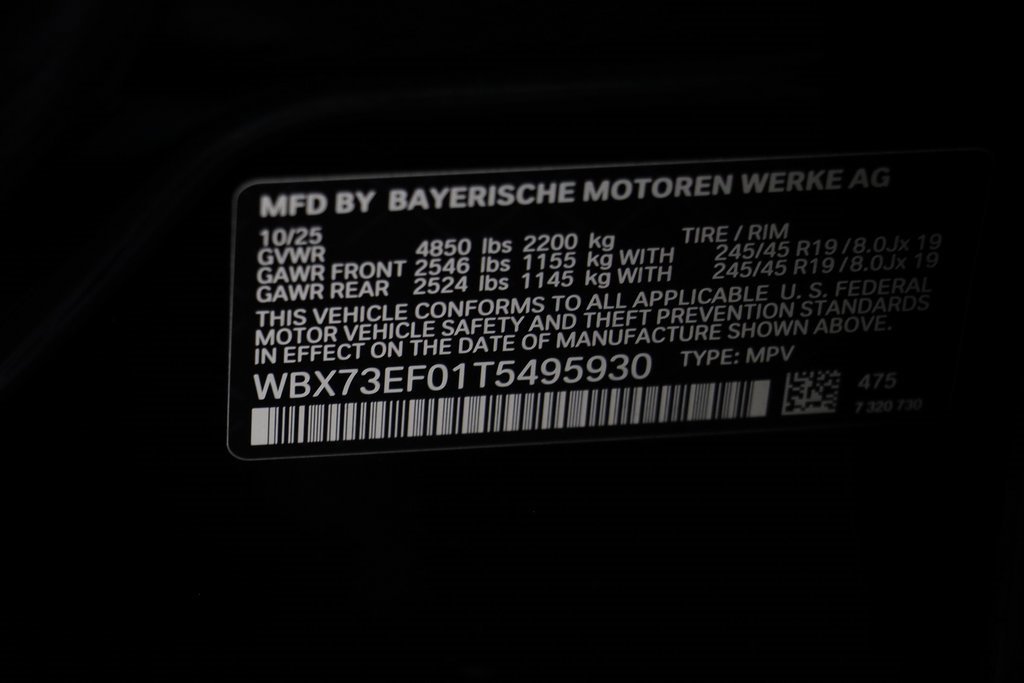 MFD BY BAYERISCHE MOTOREN WERKE AG
10/25 TIRE / RIM
GVWR 4850 lbs 2200 kg
GAWR FRONT 2546 lbs 1155 kg WITH 245/45 R19 /8.0Jx 19
GAWR REAR 2524 lbs 1145 kg WITH 245/45 R19 /8.0Jx 19
THIS VEHICLE CONFORMS TO ALL APPLICABLE U. S. FEDERAL
MOTOR VEHICLE SAFETY AND THEFT PREVENTION STANDARDS
IN EFFECT ON THE DATE OF MANUFACTURE SHOWN ABOVE.
WBX73EF01T5495930 TYPE: MPV
475
7 320 730